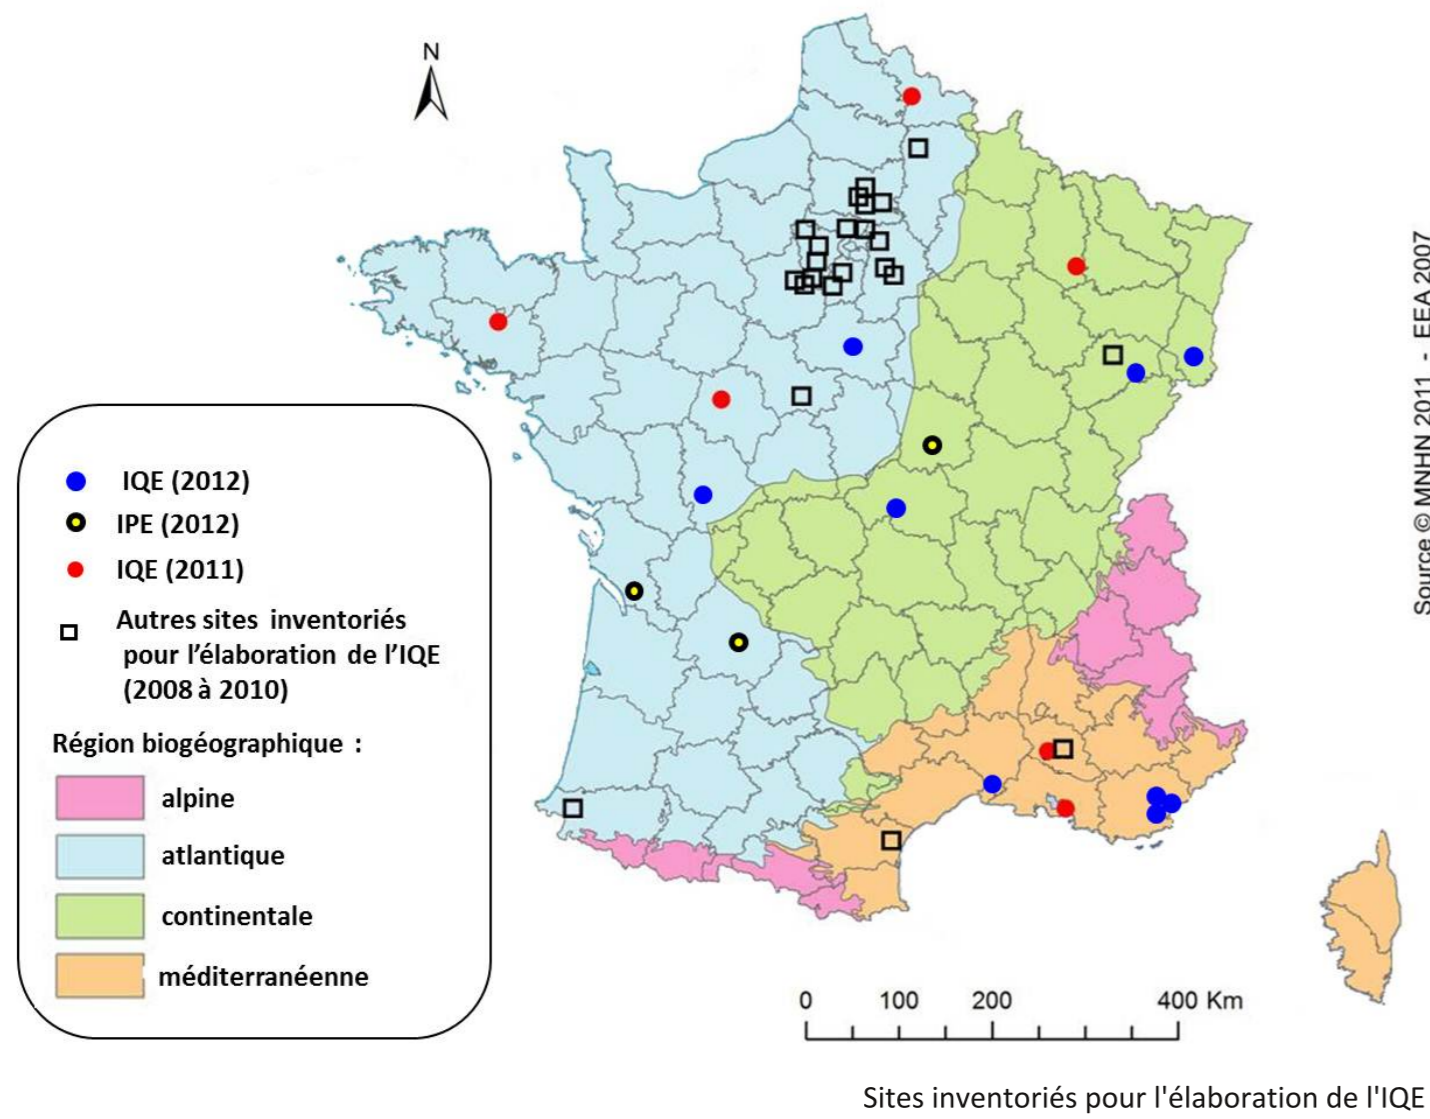 N
IQE (2012)
IPE (2012)
IQE (2011)
Autres sites inventoriés
pour l’élaboration de l’IQE
(2008 à 2010)
Région biogéographique :
alpine
atlantique
continentale
méditerranéenne
0 100 200 400 Km
Source © MNHN 2011 - EEA 2007
Sites inventoriés pour l'élaboration de l'IQE